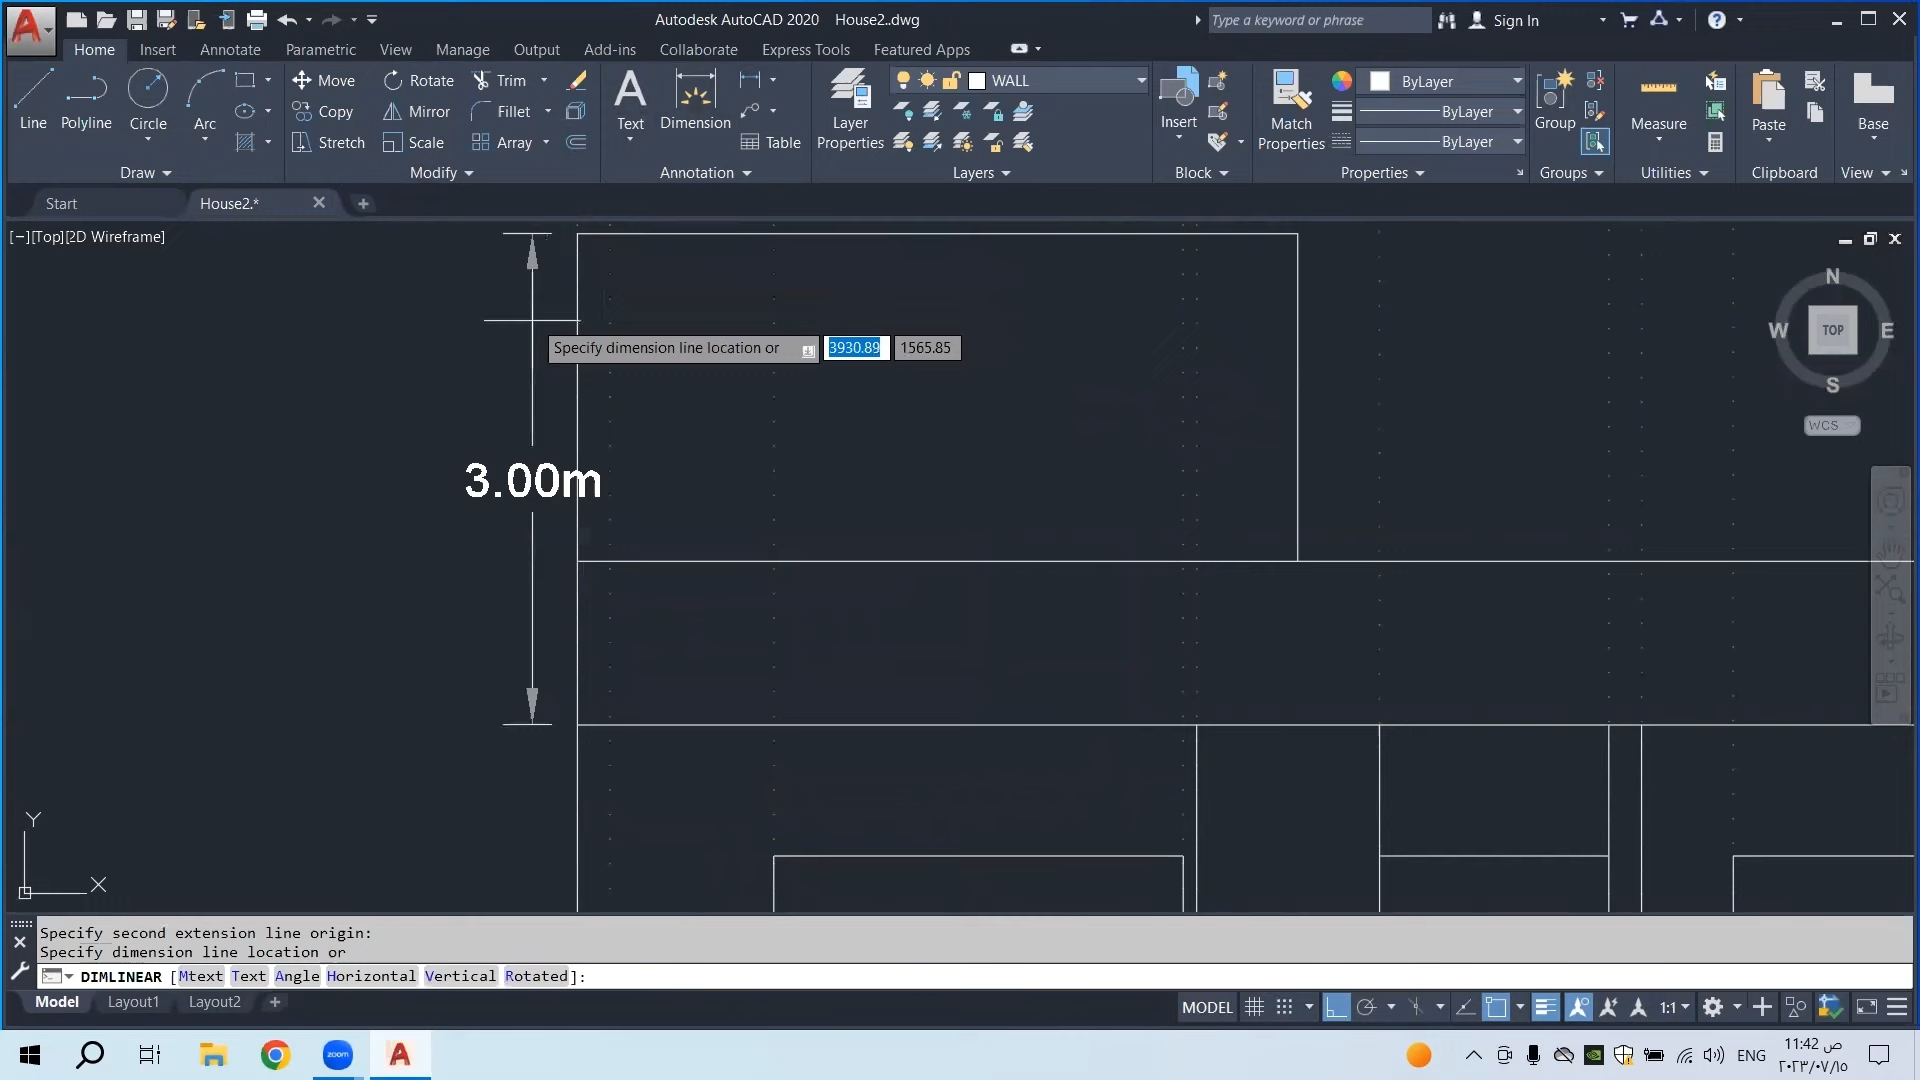 Autodesk AutoCAD 2020 House2..dwg
Type a keyword or phrase
Sign In
Home Insert Annotate Parametric View Manage Output Add-ins Collaborate Express Tools Featured Apps
Line Polyline Circle Arc
Move Rotate Trim
Copy Mirror Fillet
Stretch Scale Array
Text Dimension Table
Layer Properties
WALL
Insert
Match Properties
ByLayer
ByLayer
ByLayer
Group
Measure
Paste
Base
Draw Modify Annotation Layers Block Properties Groups Utilities Clipboard View
Start House2.*
[−][Top][2D Wireframe]
N
W TOP E
S
WCS
Specify dimension line location or 3930.89 1565.85
3.00m
Y
X
Specify second extension line origin:
Specify dimension line location or
DIMLINEAR [Mtext Text Angle Horizontal Vertical Rotated]:
Model Layout1 Layout2
MODEL 1:1
zoom
ENG
11:42 ص
٢٠٢٣/٠٧/١٥